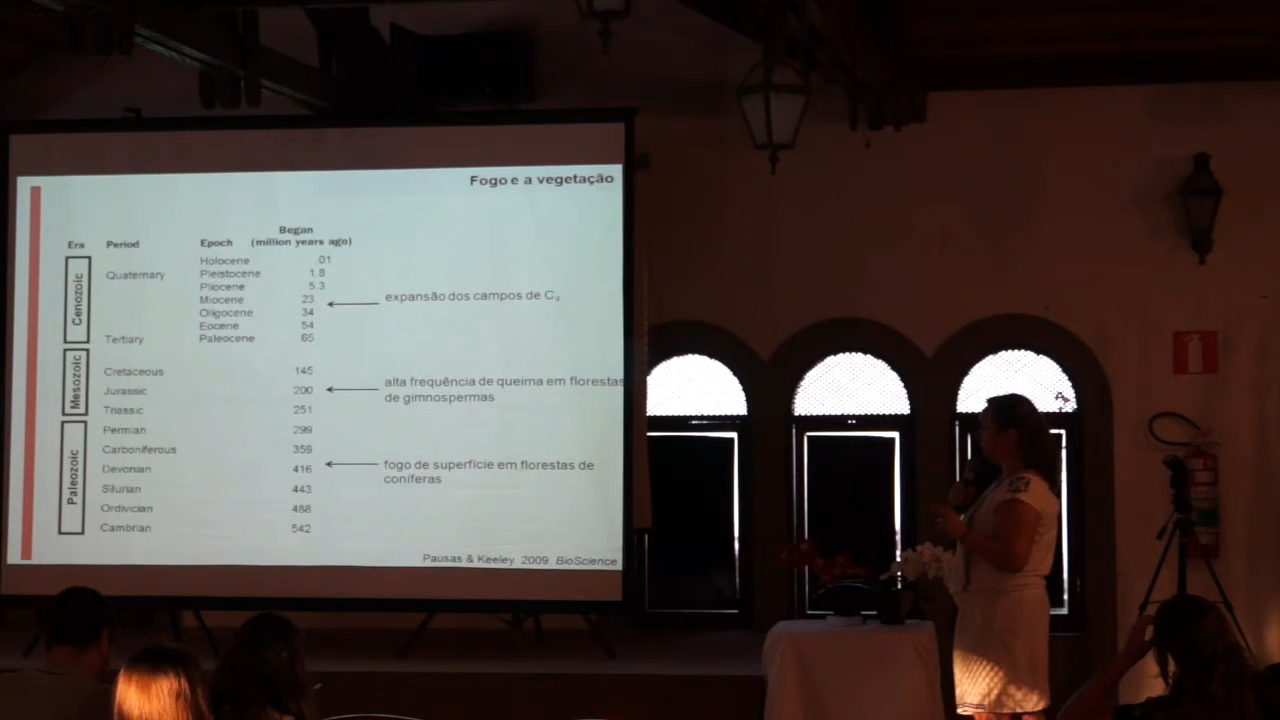 Fogo e a vegetação
Began
Era Period Epoch (million years ago)
Holocene .01
Quaternary Pleistocene 1.8
Pliocene 5.3
Miocene 23
expansão dos campos de C₄
Oligocene 34
Eocene 54
Tertiary Paleocene 65
Cenozoic
Cretaceous 145
Jurassic 200
alta frequência de queima em florestas
de gimnospermas
Triassic 251
Mesozoic
Permian 299
Carboniferous 359
Devonian 416
fogo de superfície em florestas de
coníferas
Silurian 443
Ordivician 488
Cambrian 542
Paleozoic
Pausas & Keeley, 2009. BioScience